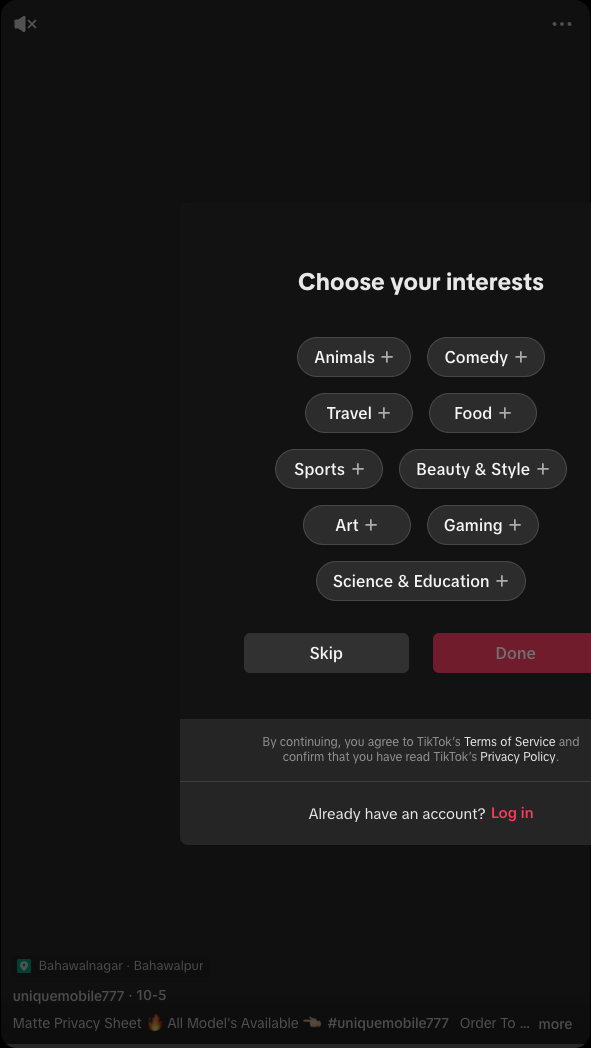 Choose your interests
Animals +
Comedy +
Travel +
Food +
Sports +
Beauty & Style +
Art +
Gaming +
Science & Education +
Skip
Done
By continuing, you agree to TikTok's Terms of Service and
confirm that you have read TikTok's Privacy Policy.
Already have an account? Log in
Bahawalnagar · Bahawalpur
uniquemobile777 · 10-5
Matte Privacy Sheet 🔥 All Model's Available 👈 #uniquemobile777 Order To ... more